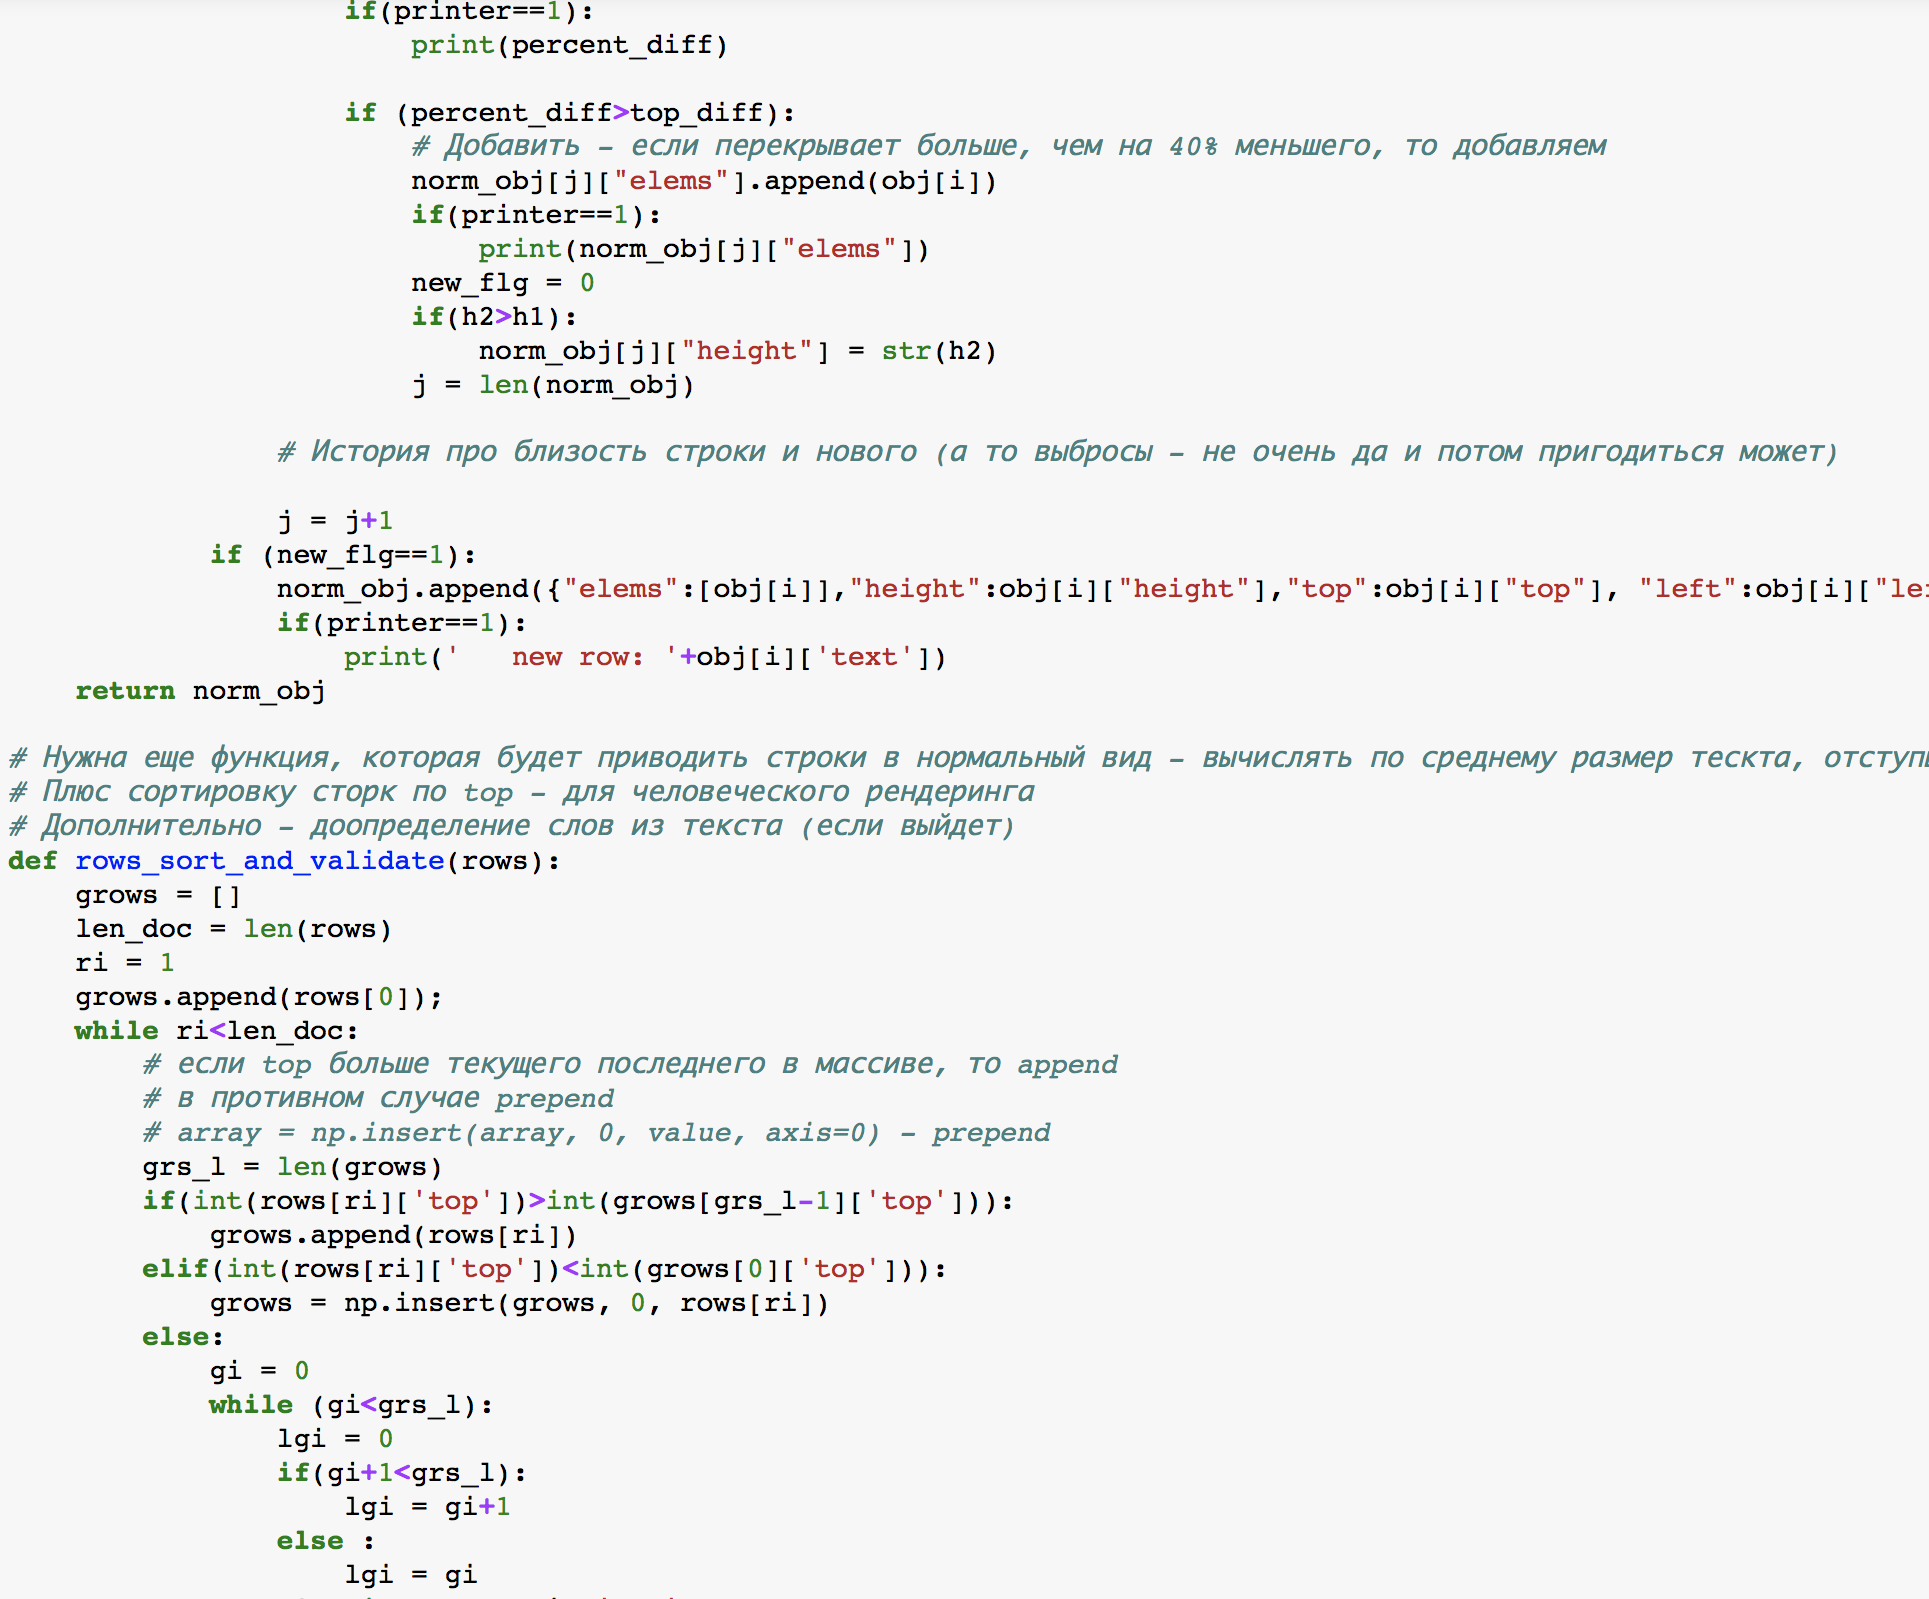 if(printer==1):
print(percent_diff)
if (percent_diff>top_diff):
# Добавить - если перекрывает больше, чем на 40% меньшего, то добавляем
norm_obj[j]["elems"].append(obj[i])
if(printer==1):
print(norm_obj[j]["elems"])
new_flg = 0
if(h2>h1):
norm_obj[j]["height"] = str(h2)
j = len(norm_obj)
# История про близость строки и нового (а то выбросы - не очень да и потом пригодиться может)
j = j+1
if (new_flg==1):
norm_obj.append({"elems":[obj[i]],"height":obj[i]["height"],"top":obj[i]["top"], "left":obj[i]["le
if(printer==1):
print('   new row: '+obj[i]['text'])
return norm_obj
# Нужна еще функция, которая будет приводить строки в нормальный вид - вычислять по среднему размер тескта,
# Плюс сортировку сторк по top - для человеческого рендеринга
# Дополнительно - доопределение слов из текста (если выйдет)
def rows_sort_and_validate(rows):
grows = []
len_doc = len(rows)
ri = 1
grows.append(rows[0]);
while ri<len_doc:
# если top больше текущего последнего в массиве, то append
# в противном случае prepend
# array = np.insert(array, 0, value, axis=0) - prepend
grs_l = len(grows)
if(int(rows[ri]['top'])>int(grows[grs_l-1]['top'])):
grows.append(rows[ri])
elif(int(rows[ri]['top'])<int(grows[0]['top'])):
grows = np.insert(grows, 0, rows[ri])
else:
gi = 0
while (gi<grs_l):
lgi = 0
if(gi+1<grs_l):
lgi = gi+1
else :
lgi = gi